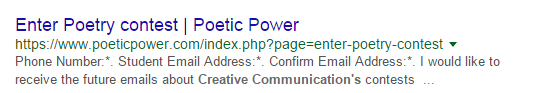 Enter Poetry contest | Poetic Power
https://www.poeticpower.com/index.php?page=enter-poetry-contest
Phone Number:*. Student Email Address:*. Confirm Email Address:*. I would like to
receive the future emails about Creative Communication's contests ...